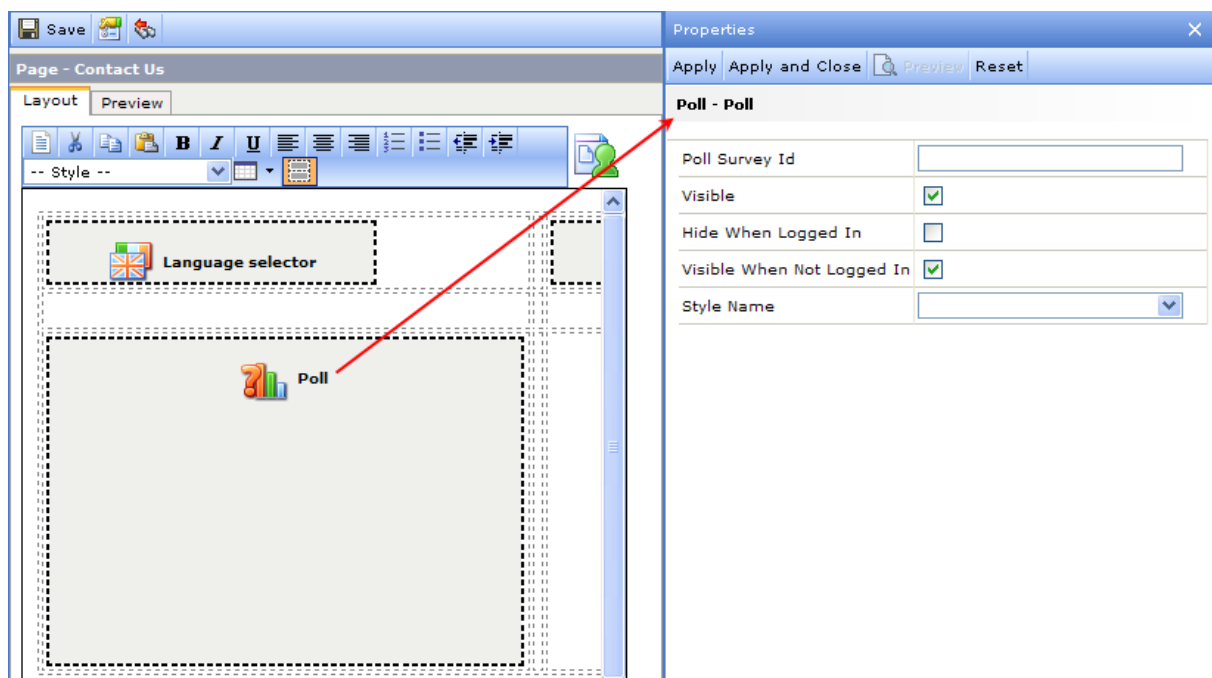 Save
Page - Contact Us
Layout Preview
B I U
-- Style --
Language selector
Poll
Properties
Apply Apply and Close Preview Reset
Poll - Poll
Poll Survey Id
Visible
Hide When Logged In
Visible When Not Logged In
Style Name